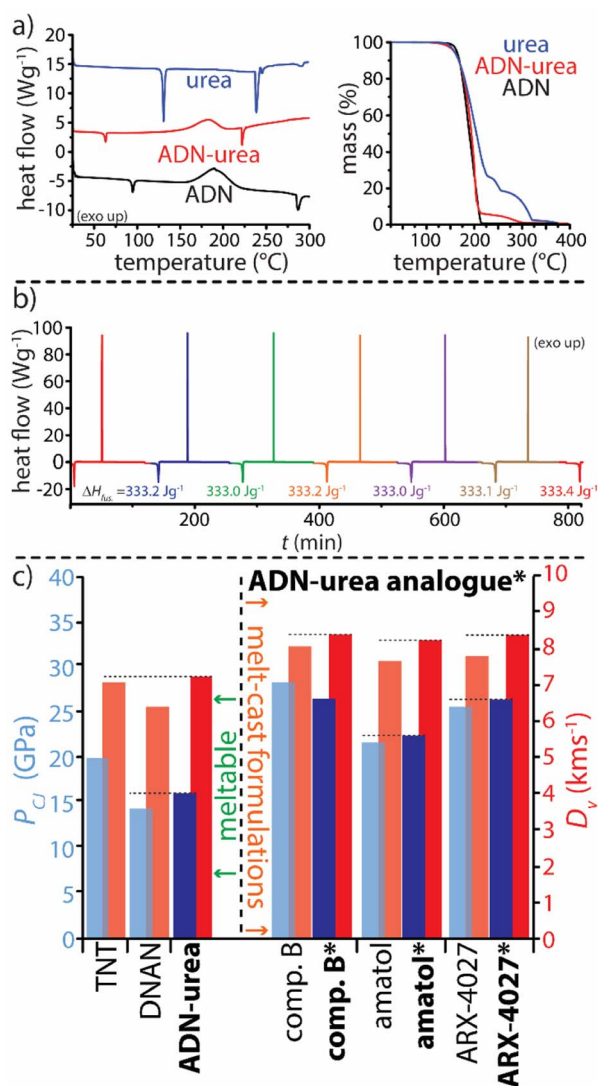 a)
heat flow (Wg⁻¹)
20
15
10
5
0
-5
-10
urea
ADN-urea
ADN
(exo up)
50
100
150
200
250
300
temperature (°C)
mass (%)
100
80
60
40
20
0
urea
ADN-urea
ADN
100
200
300
400
temperature (°C)
b)
heat flow (Wg⁻¹)
100
80
60
40
20
0
-20
(exo up)
ΔH_fus. = 333.2 Jg⁻¹ 333.0 Jg⁻¹ 333.2 Jg⁻¹ 333.0 Jg⁻¹ 333.1 Jg⁻¹ 333.4 Jg⁻¹
200
400
600
800
t (min)
c)
P_CJ (GPa)
40
35
30
25
20
15
10
5
0
ADN-urea analogue*
← meltable →
← melt-cast formulations →
10
9
8
7
6
5
4
3
2
1
0
D_v (kms⁻¹)
TNT
DNAN
ADN-urea
comp. B
comp. B*
amatol
amatol*
ARX-4027
ARX-4027*